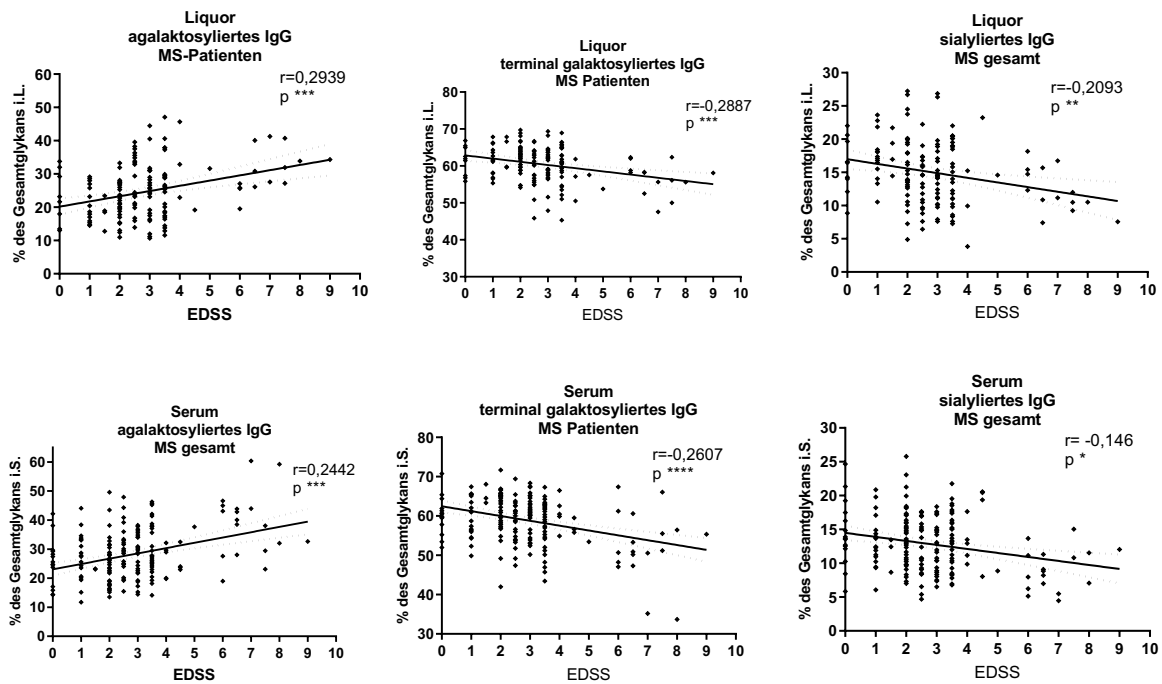 Liquor
agalaktosyliertes IgG
MS-Patienten
r=0,2939
p ***
% des Gesamtglykans i.L.
60
50
40
30
20
10
0
0 1 2 3 4 5 6 7 8 9 10
EDSS
Liquor
terminal galaktosyliertes IgG
MS Patienten
r=-0,2887
p ***
% des Gesamtglykans i.L.
80
70
60
50
40
30
0 1 2 3 4 5 6 7 8 9 10
EDSS
Liquor
sialyliertes IgG
MS gesamt
r=-0,2093
p **
% des Gesamtglykans i.L.
30
25
20
15
10
5
0
0 1 2 3 4 5 6 7 8 9 10
EDSS
Serum
agalaktosyliertes IgG
MS gesamt
r=0,2442
p ***
% des Gesamtglykans i.S.
60
50
40
30
20
10
0
0 1 2 3 4 5 6 7 8 9 10
EDSS
Serum
terminal galaktosyliertes IgG
MS Patienten
r=-0,2607
p ****
% des Gesamtglykans i.S.
80
70
60
50
40
30
0 1 2 3 4 5 6 7 8 9 10
EDSS
Serum
sialyliertes IgG
MS gesamt
r= -0,146
p *
% des Gesamtglykans i.S.
30
25
20
15
10
5
0
0 1 2 3 4 5 6 7 8 9 10
EDSS